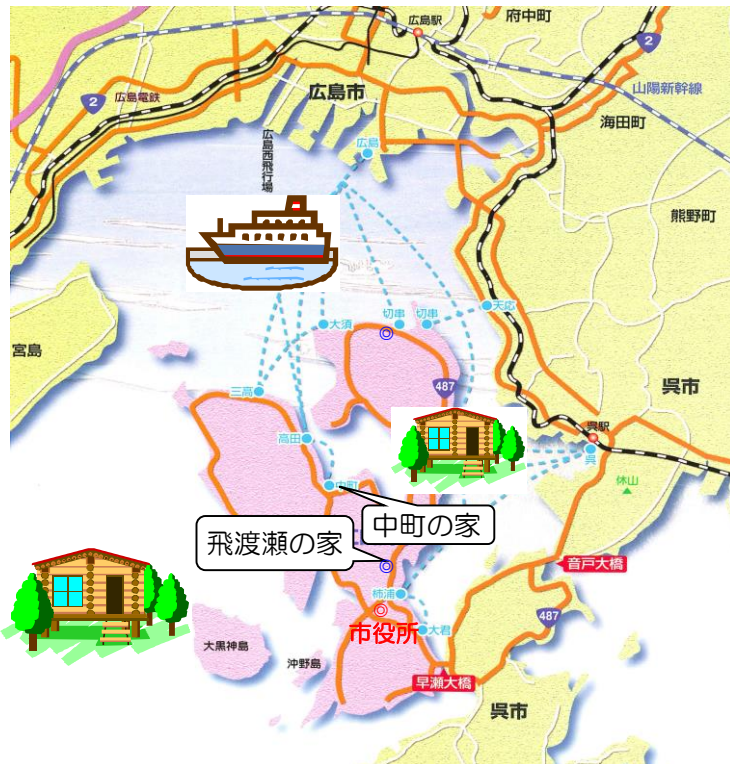 広島駅
府中町
2
山陽新幹線
広島市
広島電鉄
2
海田町
広島西飛行場
広島
熊野町
切串
切串
天応
大須
宮島
三高
487
呉市
呉駅
高田
呉
休山
中町
中町の家
飛渡瀬の家
音戸大橋
柿浦
市役所
大君
487
大黒神島
沖野島
早瀬大橋
呉市